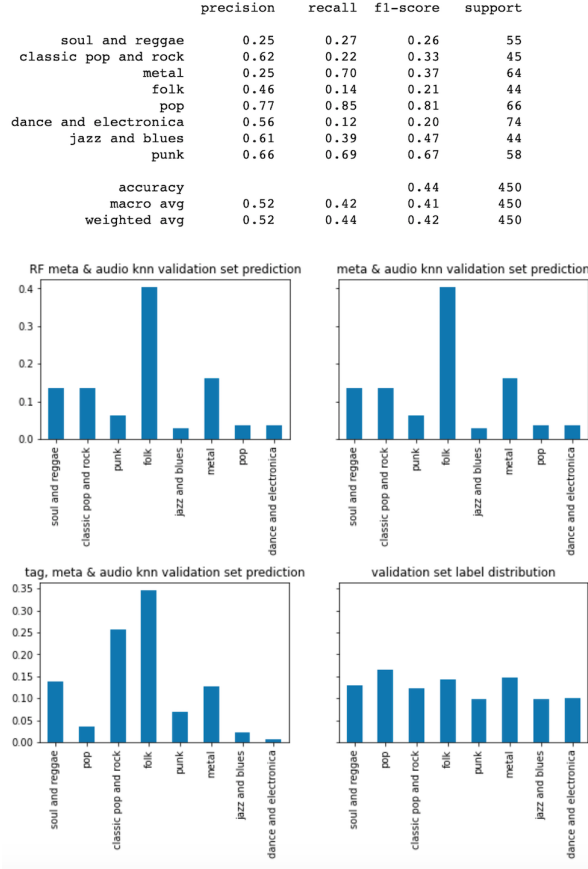 precision recall f1-score support
soul and reggae 0.25 0.27 0.26 55
classic pop and rock 0.62 0.22 0.33 45
metal 0.25 0.70 0.37 64
folk 0.46 0.14 0.21 44
pop 0.77 0.85 0.81 66
dance and electronica 0.56 0.12 0.20 74
jazz and blues 0.61 0.39 0.47 44
punk 0.66 0.69 0.67 58
accuracy 0.44 450
macro avg 0.52 0.42 0.41 450
weighted avg 0.52 0.44 0.42 450
RF meta & audio knn validation set prediction
0.4
0.3
0.2
0.1
0.0
soul and reggae
classic pop and rock
punk
folk
jazz and blues
metal
pop
dance and electronica
meta & audio knn validation set prediction
soul and reggae
classic pop and rock
punk
folk
jazz and blues
metal
pop
dance and electronica
tag, meta & audio knn validation set prediction
0.35
0.30
0.25
0.20
0.15
0.10
0.05
0.00
soul and reggae
pop
classic pop and rock
folk
punk
metal
jazz and blues
dance and electronica
validation set label distribution
soul and reggae
pop
classic pop and rock
folk
punk
metal
jazz and blues
dance and electronica